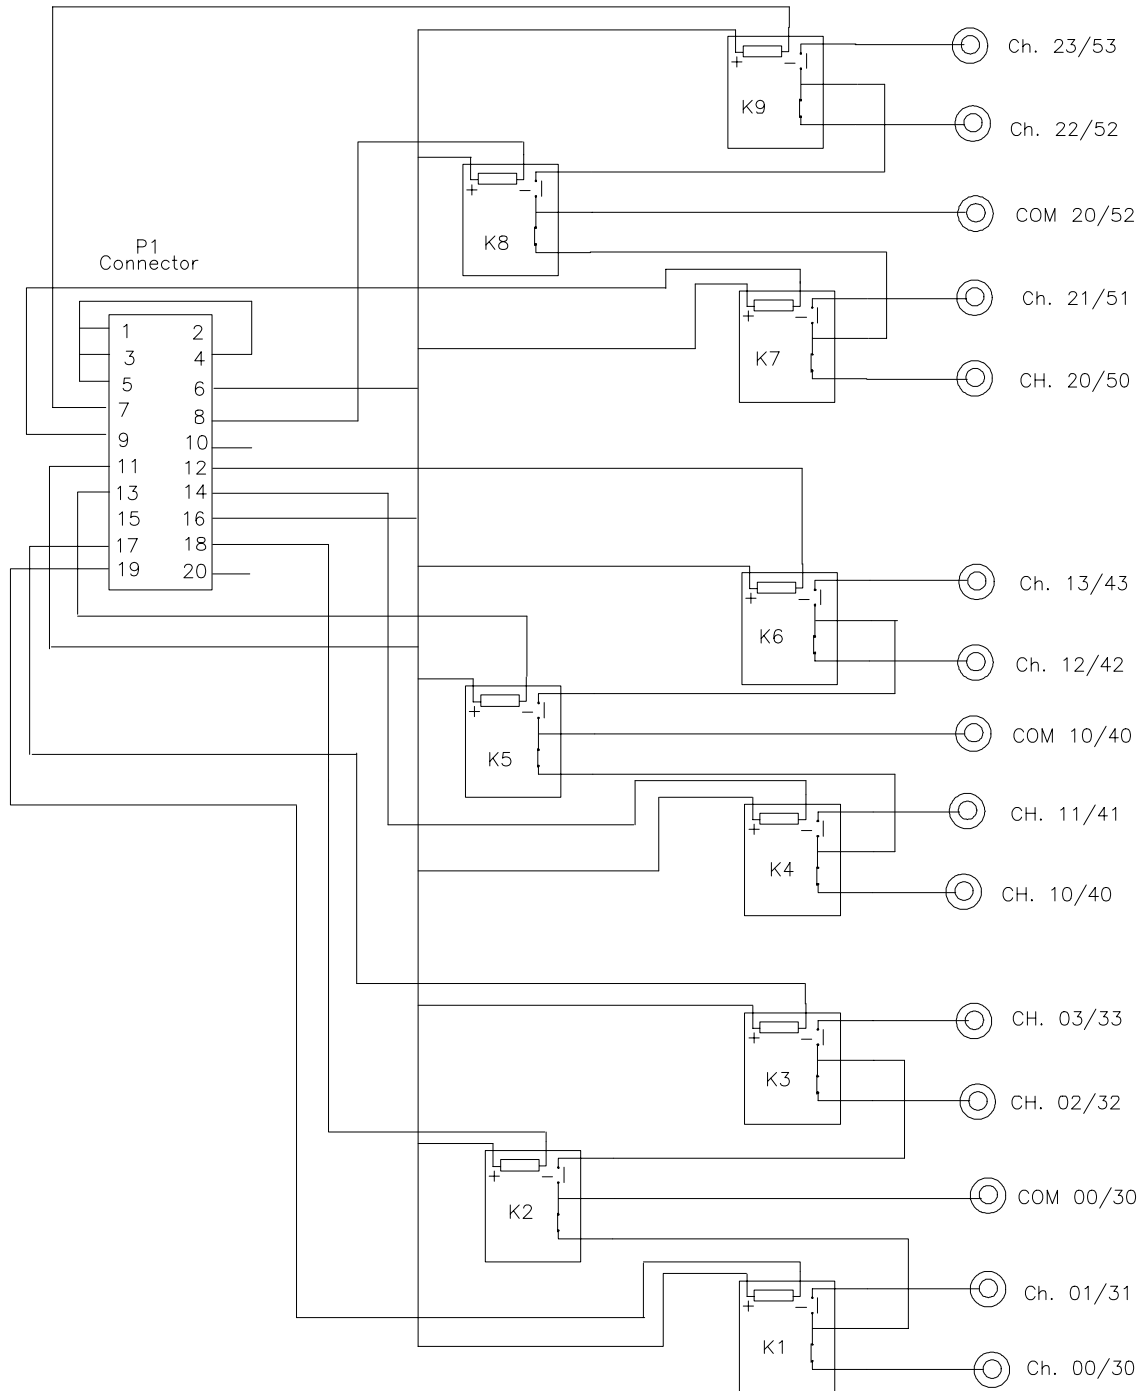 Ch. 23/53
+ −
K9
Ch. 22/52
+ −
COM 20/52
K8
P1
Connector
Ch. 21/51
+ −
K7
CH. 20/50
1 2
3 4
5 6
7 8
9 10
11 12
13 14
15 16
17 18
19 20
Ch. 13/43
+ −
K6
Ch. 12/42
+ −
COM 10/40
K5
CH. 11/41
+ −
K4
CH. 10/40
CH. 03/33
+ −
K3
CH. 02/32
+ −
COM 00/30
K2
Ch. 01/31
+ −
K1
Ch. 00/30